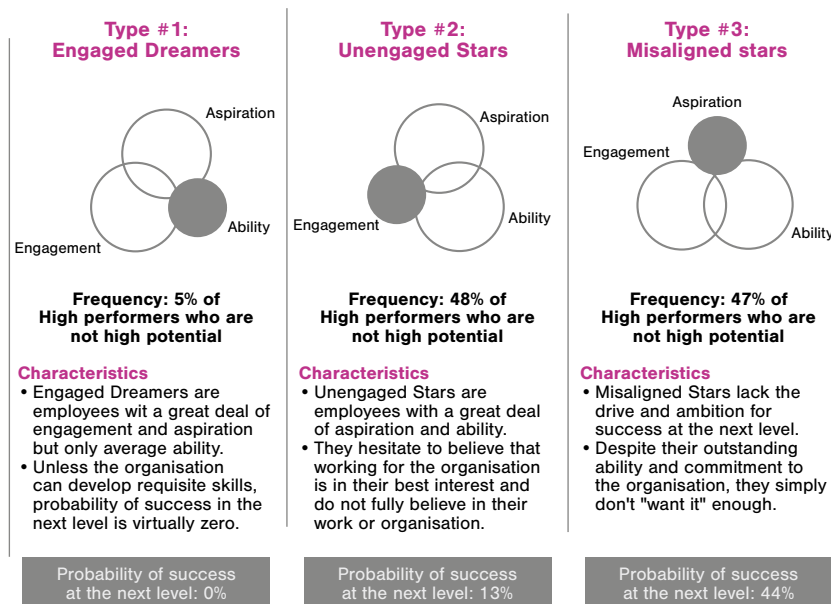 Type #1:
Engaged Dreamers
Aspiration
Ability
Engagement
Frequency: 5% of
High performers who are
not high potential
Characteristics
• Engaged Dreamers are
employees wit a great deal of
engagement and aspiration
but only average ability.
• Unless the organisation
can develop requisite skills,
probability of success in the
next level is virtually zero.
Probability of success
at the next level: 0%
Type #2:
Unengaged Stars
Aspiration
Engagement
Ability
Frequency: 48% of
High performers who are
not high potential
Characteristics
• Unengaged Stars are
employees with a great deal
of aspiration and ability.
• They hesitate to believe that
working for the organisation
is in their best interest and
do not fully believe in their
work or organisation.
Probability of success
at the next level: 13%
Type #3:
Misaligned stars
Aspiration
Engagement
Ability
Frequency: 47% of
High performers who are
not high potential
Characteristics
• Misaligned Stars lack the
drive and ambition for
success at the next level.
• Despite their outstanding
ability and commitment to
the organisation, they simply
don't "want it" enough.
Probability of success
at the next level: 44%